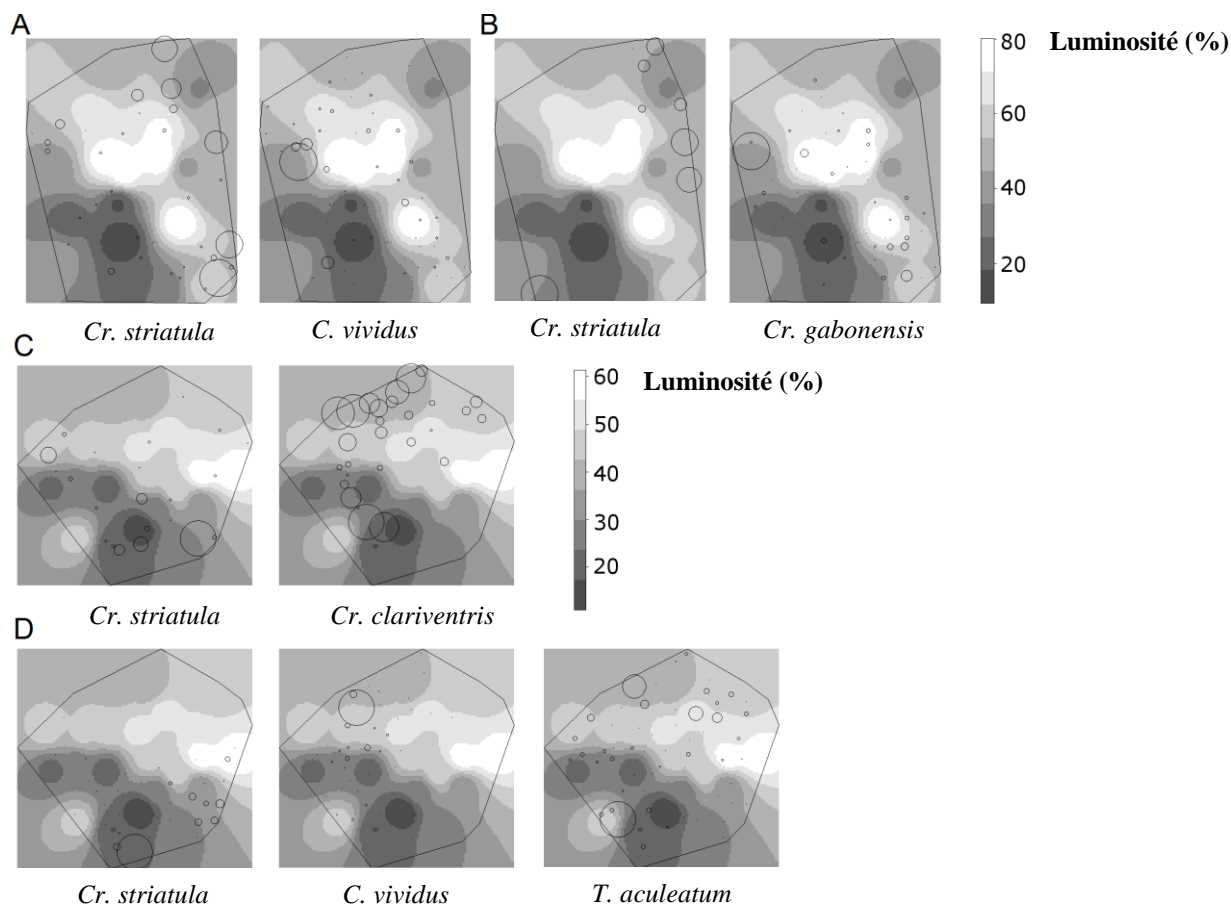 A
B
80
60
40
20
Luminosité (%)
Cr. striatula
C. vividus
Cr. striatula
Cr. gabonensis
C
60
50
40
30
20
Luminosité (%)
Cr. striatula
Cr. clariventris
D
Cr. striatula
C. vividus
T. aculeatum